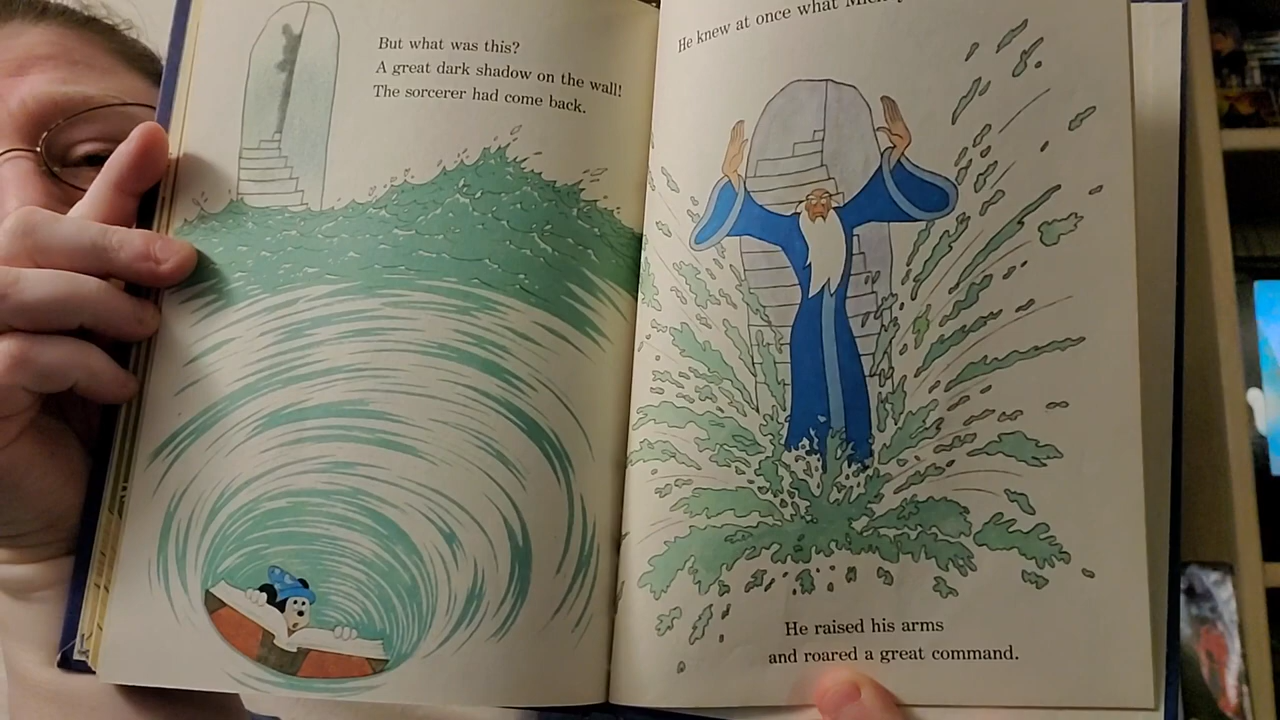 But what was this?
A great dark shadow on the wall!
The sorcerer had come back.
He knew at once what
He raised his arms
and roared a great command.